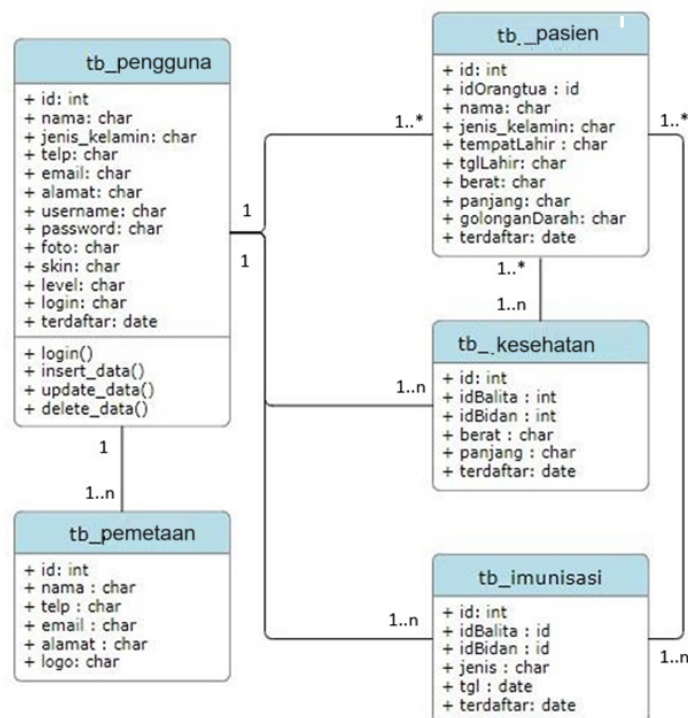 tb_pengguna
+ id: int
+ nama: char
+ jenis_kelamin: char
+ telp: char
+ email: char
+ alamat: char
+ username: char
+ password: char
+ foto: char
+ skin: char
+ level: char
+ login: char
+ terdaftar: date
+ login()
+ insert_data()
+ update_data()
+ delete_data()
1
1
1
1..n
tb_pemetaan
+ id: int
+ nama : char
+ telp : char
+ email : char
+ alamat : char
+ logo: char
tb._pasien
+ id: int
+ idOrangtua : id
+ nama: char
+ jenis_kelamin: char
+ tempatLahir : char
+ tglLahir: char
+ berat: char
+ panjang: char
+ golonganDarah: char
+ terdaftar: date
1..*
1..*
1..*
1..n
tb_.kesehatan
+ id: int
+ idBalita : int
+ idBidan : int
+ berat : char
+ panjang : char
+ terdaftar: date
1..n
tb_imunisasi
+ id: int
+ idBalita : id
+ idBidan : id
+ jenis : char
+ tgl : date
+ terdaftar: date
1..n
1..n